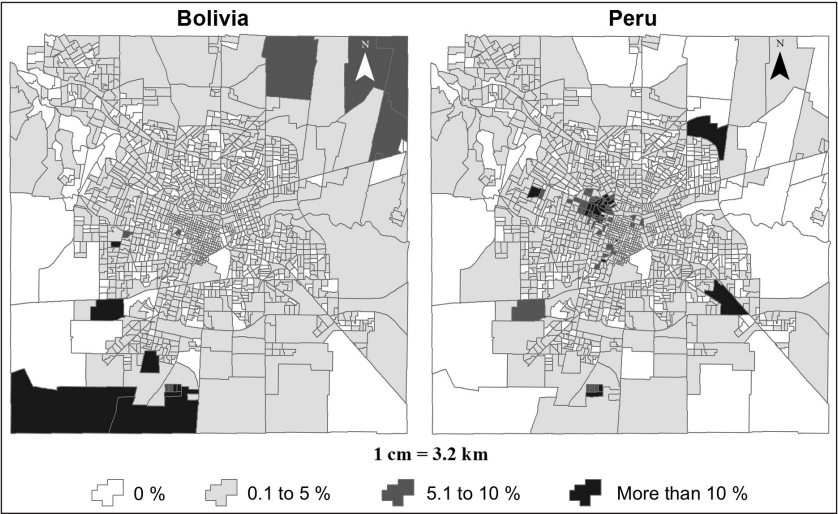 Bolivia Peru
N N
1 cm = 3.2 km
0 % 0.1 to 5 % 5.1 to 10 % More than 10 %